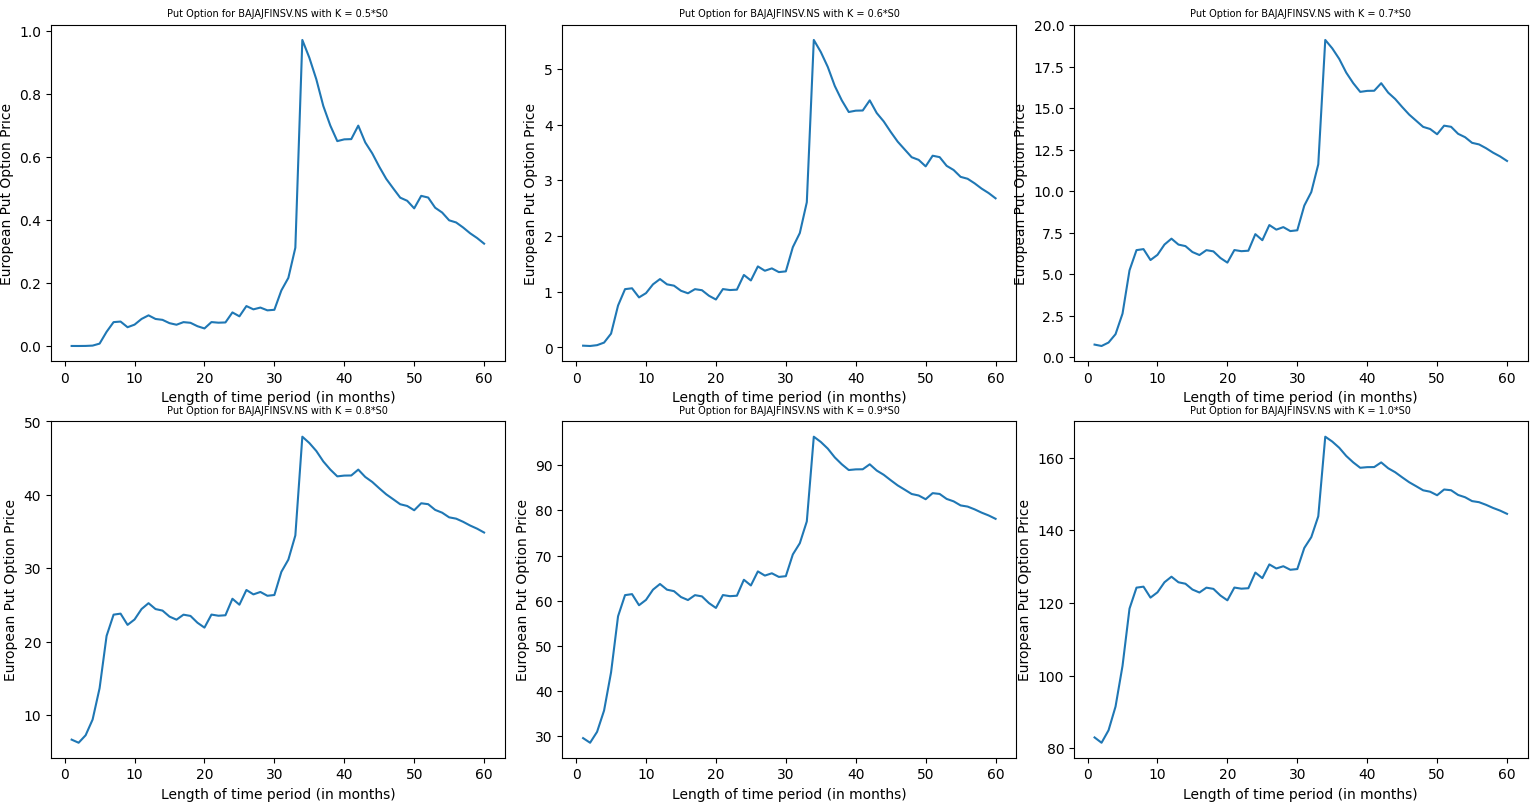 Put Option for BAJAJFINSV.NS with K = 0.5*S0
European Put Option Price
1.0
0.8
0.6
0.4
0.2
0.0
0 10 20 30 40 50 60
Length of time period (in months)
Put Option for BAJAJFINSV.NS with K = 0.6*S0
European Put Option Price
5
4
3
2
1
0
0 10 20 30 40 50 60
Length of time period (in months)
Put Option for BAJAJFINSV.NS with K = 0.7*S0
European Put Option Price
20.0
17.5
15.0
12.5
10.0
7.5
5.0
2.5
0.0
0 10 20 30 40 50 60
Length of time period (in months)
Put Option for BAJAJFINSV.NS with K = 0.8*S0
European Put Option Price
50
40
30
20
10
0 10 20 30 40 50 60
Length of time period (in months)
Put Option for BAJAJFINSV.NS with K = 0.9*S0
European Put Option Price
90
80
70
60
50
40
30
0 10 20 30 40 50 60
Length of time period (in months)
Put Option for BAJAJFINSV.NS with K = 1.0*S0
European Put Option Price
160
140
120
100
80
0 10 20 30 40 50 60
Length of time period (in months)